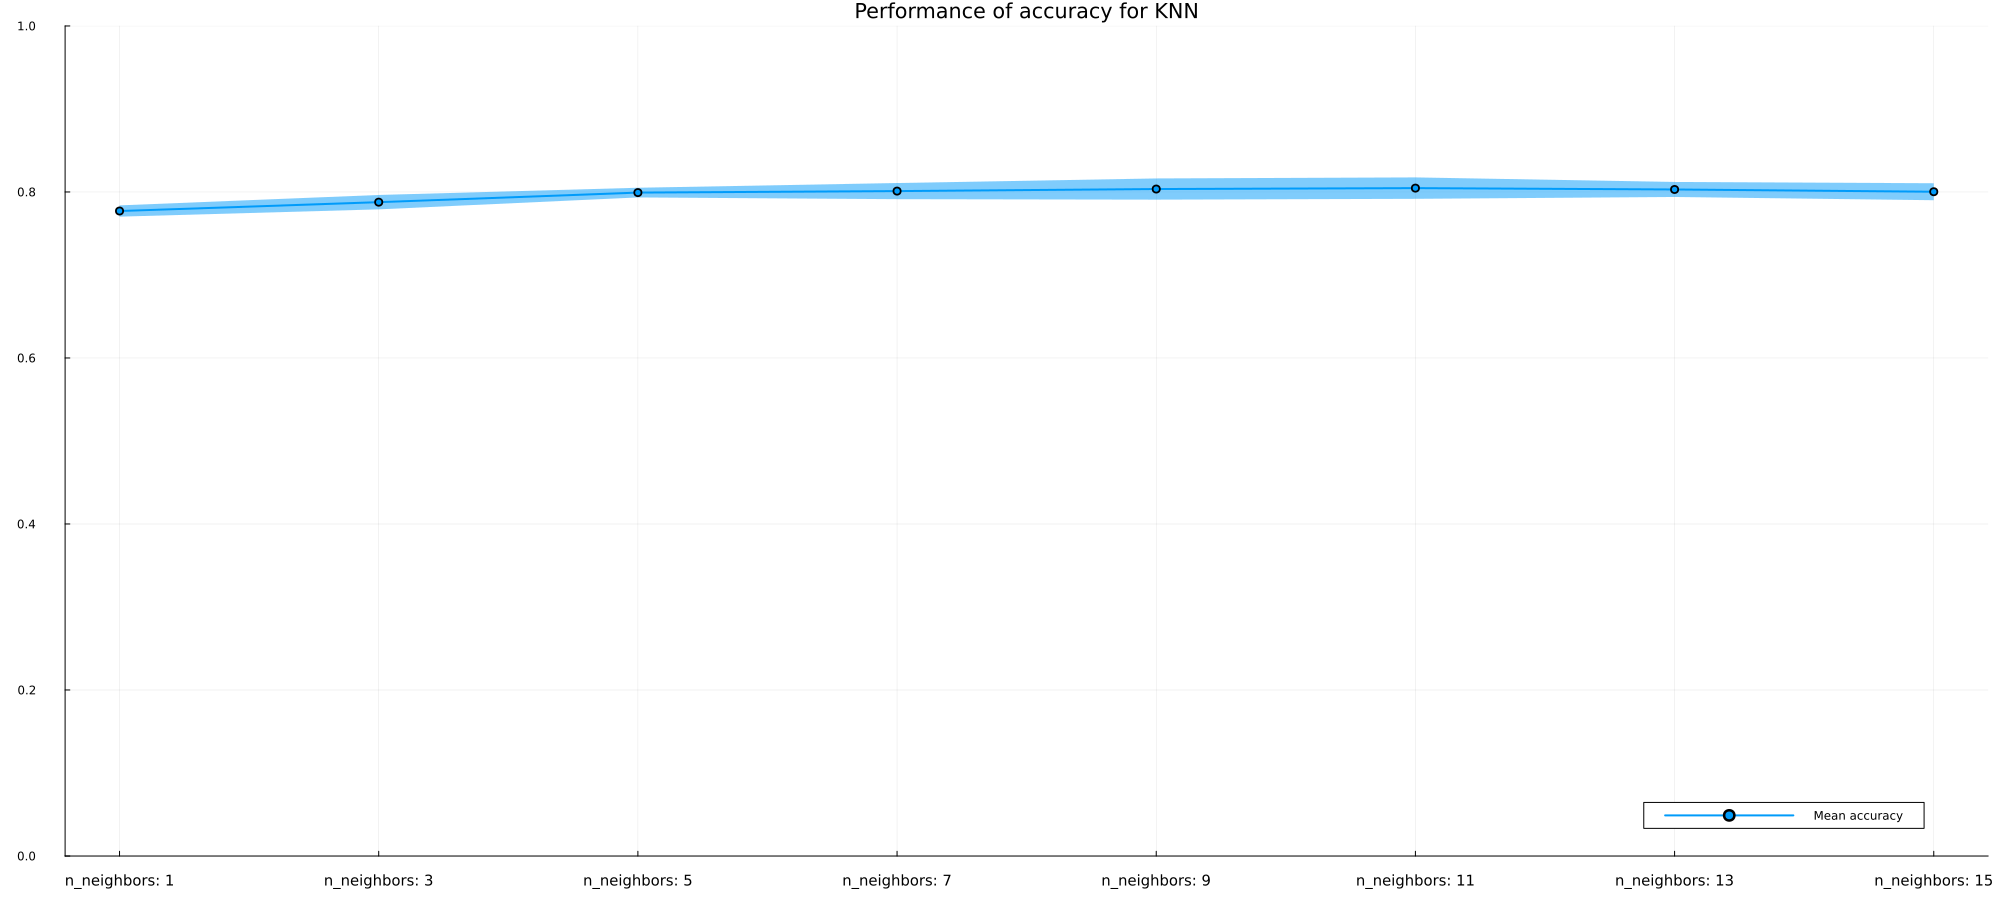 Performance of accuracy for KNN
1.0
0.8
0.6
0.4
0.2
0.0
n_neighbors: 1
n_neighbors: 3
n_neighbors: 5
n_neighbors: 7
n_neighbors: 9
n_neighbors: 11
n_neighbors: 13
n_neighbors: 15
Mean accuracy